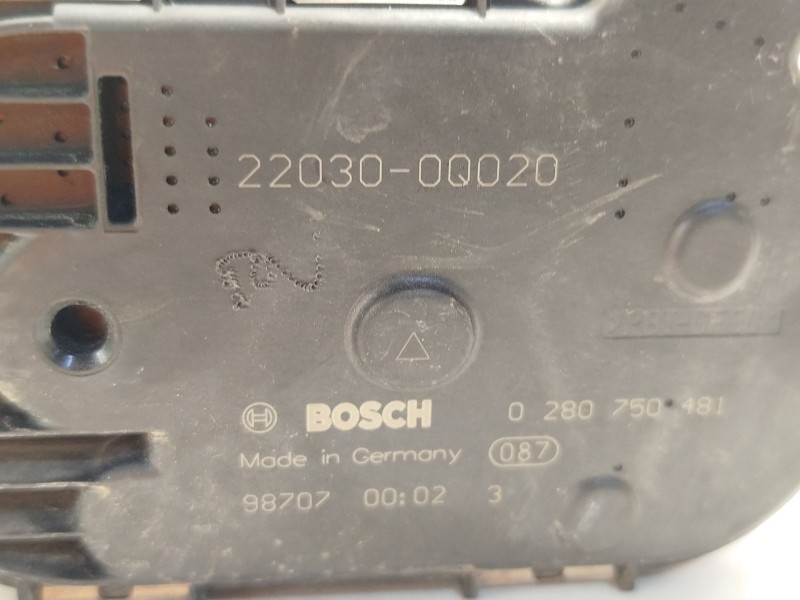 22030-0Q020
BOSCH 0 280 750 481
Made in Germany 087
98707 00:02 3